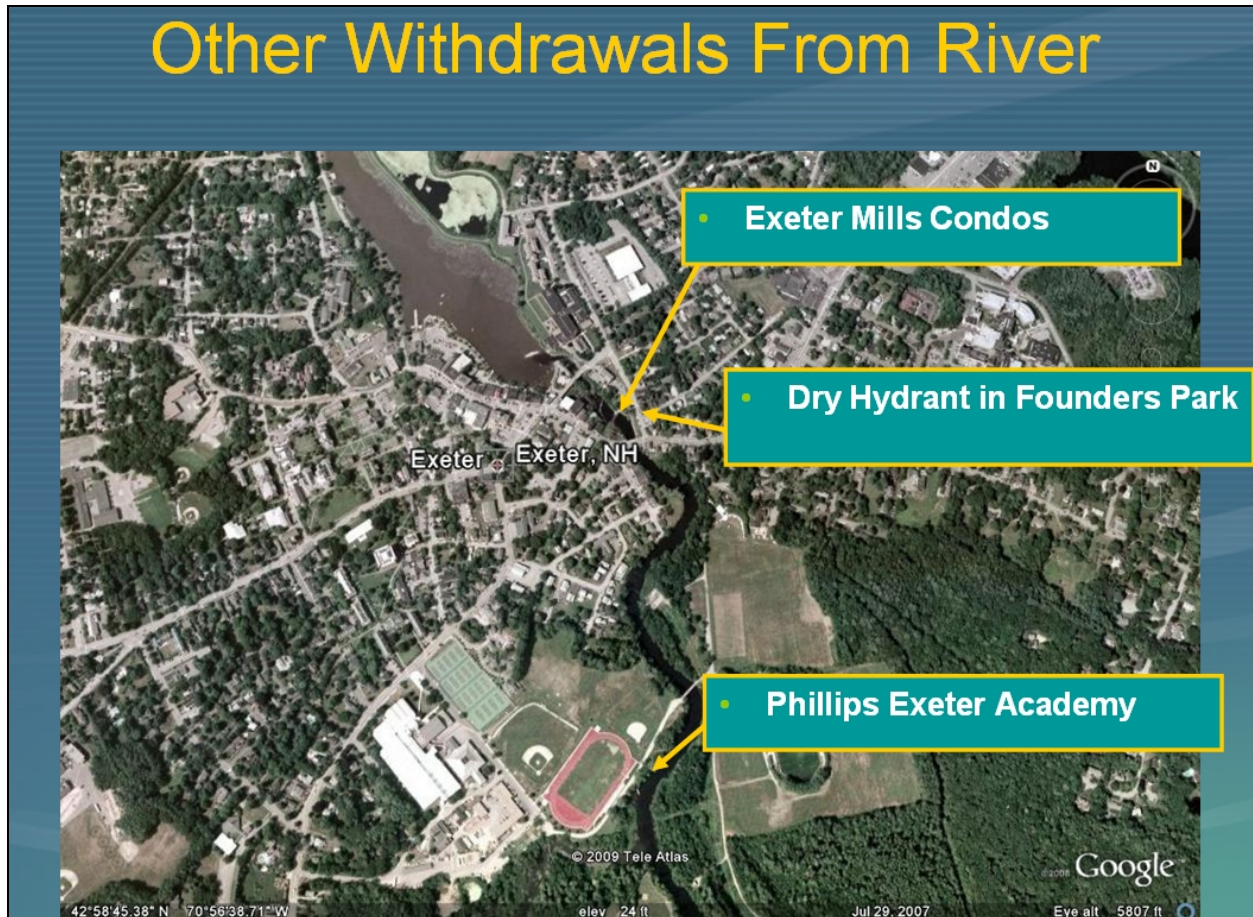 Other Withdrawals From River
N
• Exeter Mills Condos
• Dry Hydrant in Founders Park
Exeter Exeter, NH
• Phillips Exeter Academy
© 2009 Tele Atlas
©2008 Google
42°58'45.38" N 70°56'38.71" W elev 24 ft Jul 29, 2007 Eye alt 5807 ft